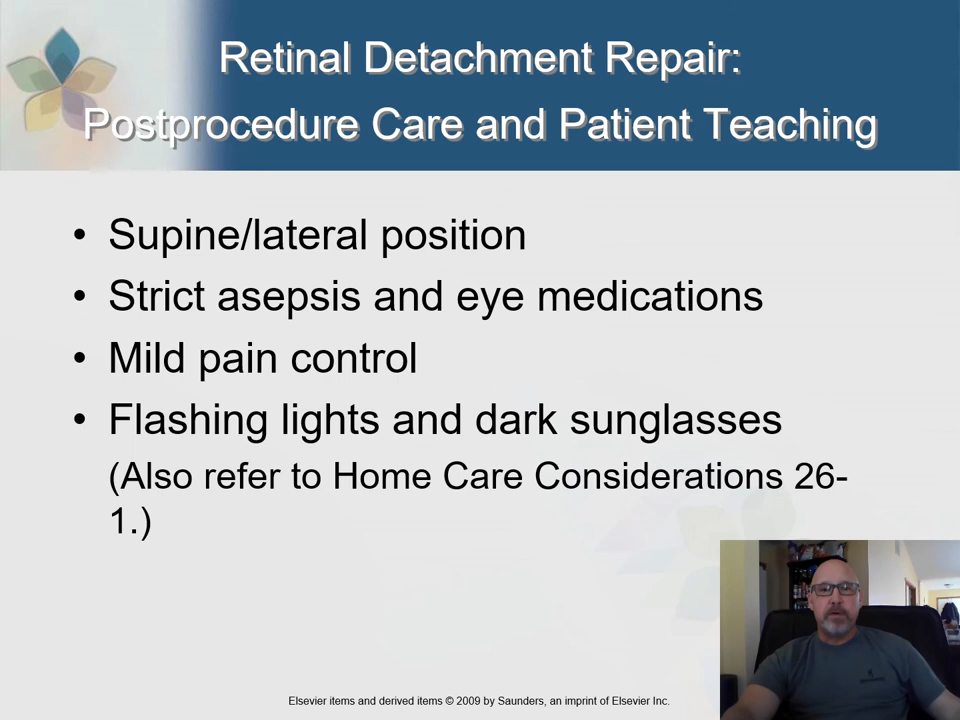 Retinal Detachment Repair:
Postprocedure Care and Patient Teaching
• Supine/lateral position
• Strict asepsis and eye medications
• Mild pain control
• Flashing lights and dark sunglasses
(Also refer to Home Care Considerations 26-
1.)
Elsevier items and derived items © 2009 by Saunders, an imprint of Elsevier Inc.